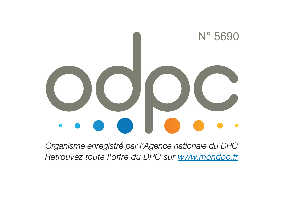 N° 5690
odpc
Organisme enregistré par l'Agence nationale du DPC
Retrouvez toute l'offre du DPC sur www.mondpc.fr